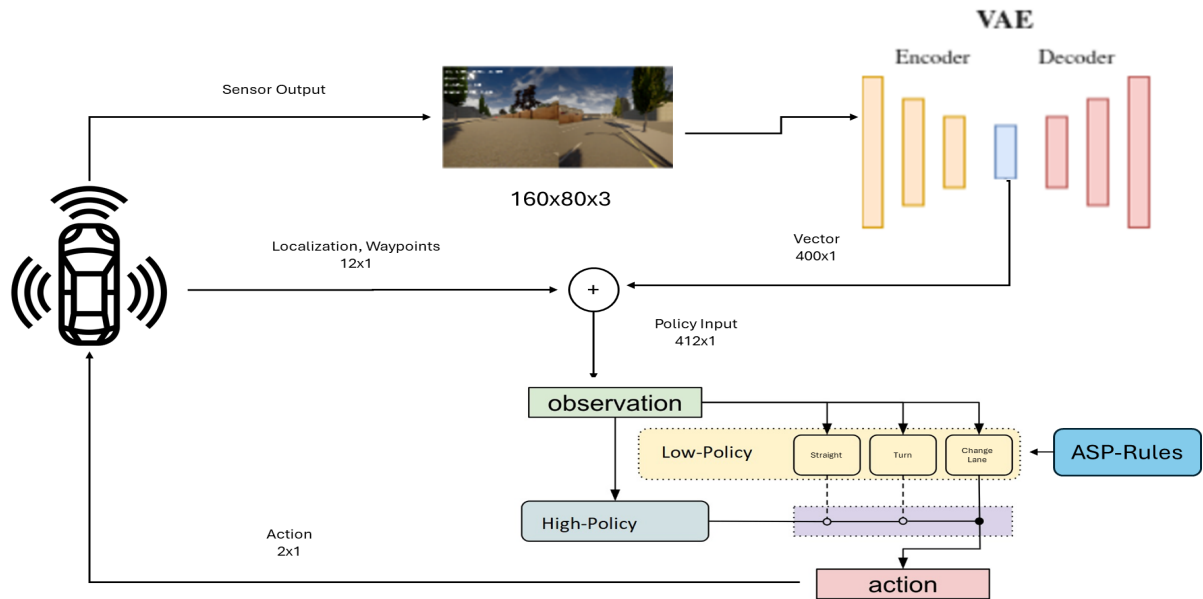 VAE
Encoder
Decoder
Sensor Output
160x80x3
Localization, Waypoints
12x1
Vector
400x1
+
Policy Input
412x1
observation
Low-Policy
Straight
Turn
Change
Lane
ASP-Rules
High-Policy
Action
2x1
action